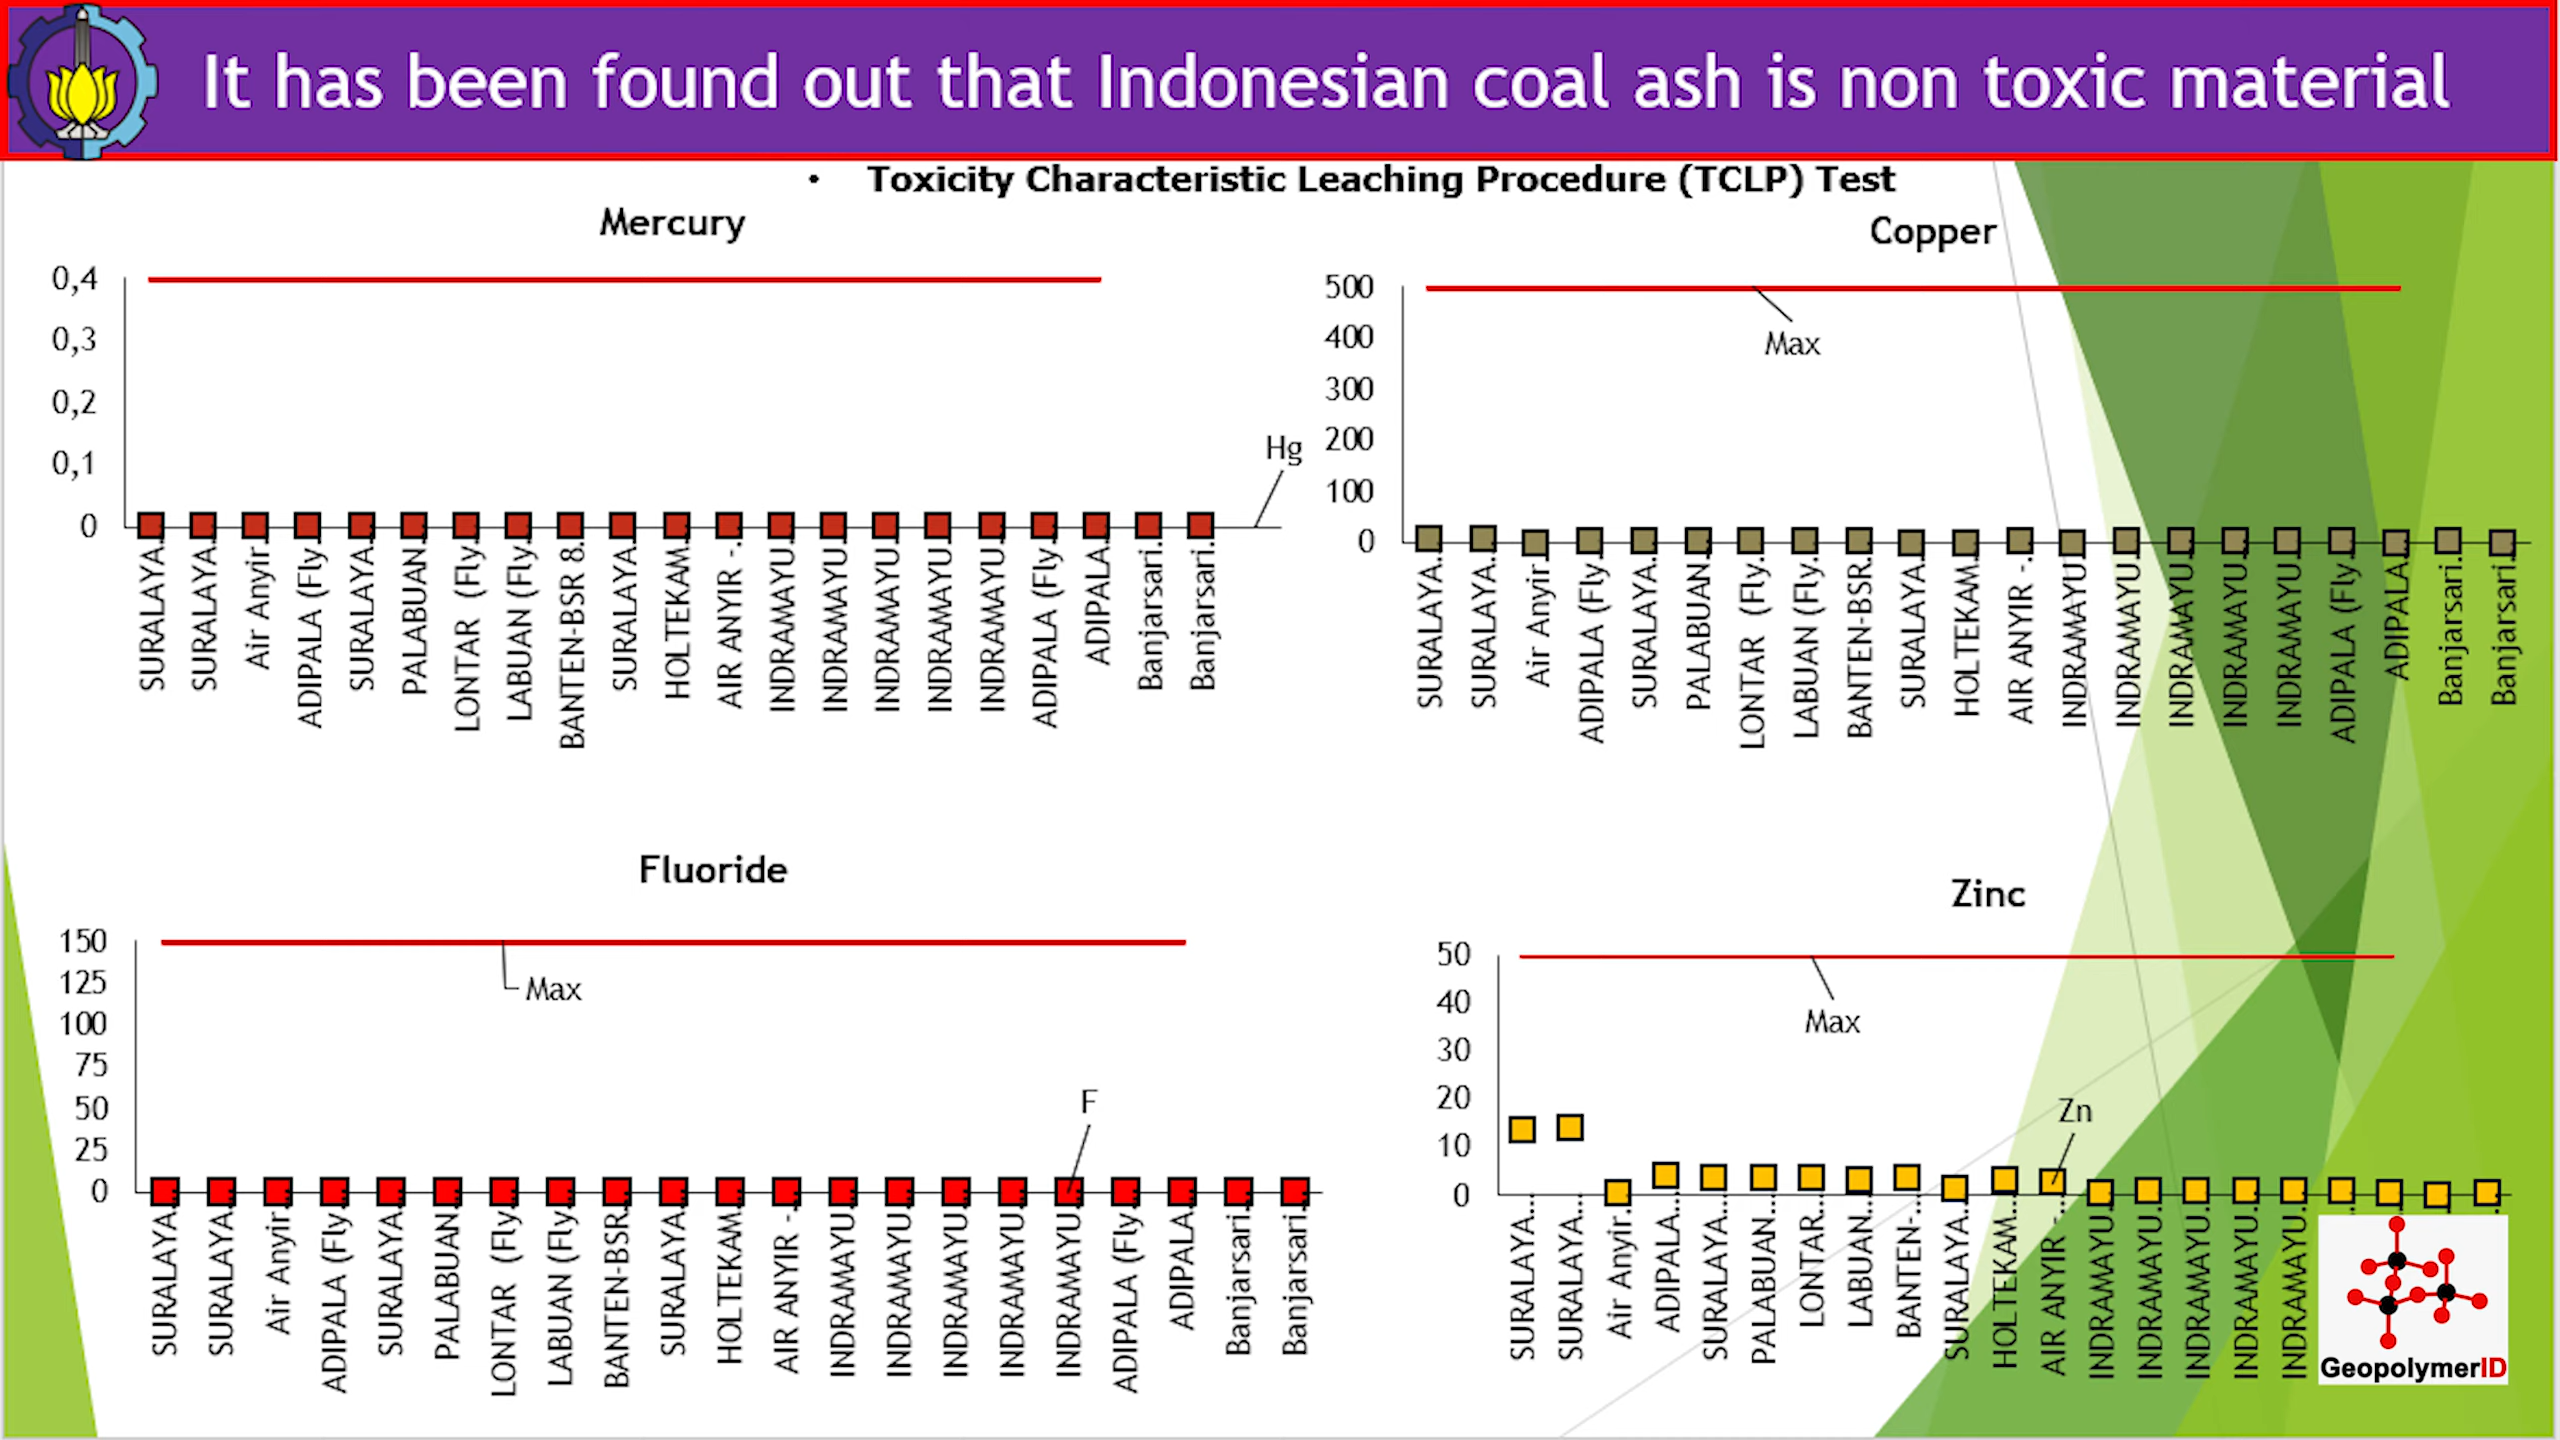 It has been found out that Indonesian coal ash is non toxic material
• Toxicity Characteristic Leaching Procedure (TCLP) Test
Mercury
0,4
0,3
0,2
0,1
0
Hg
SURALAYA.
SURALAYA.
Air Anyir
ADIPALA (Fly
SURALAYA.
PALABUAN.
LONTAR (Fly
LABUAN (Fly.
BANTEN-BSR 8.
SURALAYA.
HOLTEKAM
AIR ANYIR -.
INDRAMAYU.
INDRAMAYU
INDRAMAYU
INDRAMAYU.
INDRAMAYU.
ADIPALA (Fly
ADIPALA.
Banjarsari.
Banjarsari.
Copper
500
400
300
200
100
0
Max
SURALAYA.
SURALAYA.
Air Anyir
ADIPALA (Fly.
SURALAYA.
PALABUAN.
LONTAR (Fly.
LABUAN (Fly.
BANTEN-BSR.
SURALAYA.
HOLTEKAM.
AIR ANYIR -.
INDRAMAYU.
INDRAMAYU.
INDRAMAYU.
INDRAMAYU.
INDRAMAYU.
ADIPALA (Fly.
ADIPALA..
Banjarsari.
Banjarsari.
Fluoride
150
125
100
75
50
25
0
Max
F
SURALAYA.
SURALAYA.
Air Anyir
ADIPALA (Fly.
SURALAYA.
PALABUAN.
LONTAR (Fly.
LABUAN (Fly.
BANTEN-BSR.
SURALAYA.
HOLTEKAM
AIR ANYIR -.
INDRAMAYU.
INDRAMAYU.
INDRAMAYU.
INDRAMAYU.
INDRAMAYU.
ADIPALA (Fly.
ADIPALA.
Banjarsari.
Banjarsari.
Zinc
50
40
30
20
10
0
Max
Zn
SURALAYA...
SURALAYA...
Air Anyir.
ADIPALA...
SURALAYA...
PALABUAN...
LONTAR...
LABUAN...
BANTEN-...
SURALAYA...
HOLTEKAM...
AIR ANYIR -...
INDRAMAYU.
INDRAMAYU.
INDRAMAYU.
INDRAMAYU.
INDRAMAYU.
GeopolymerID